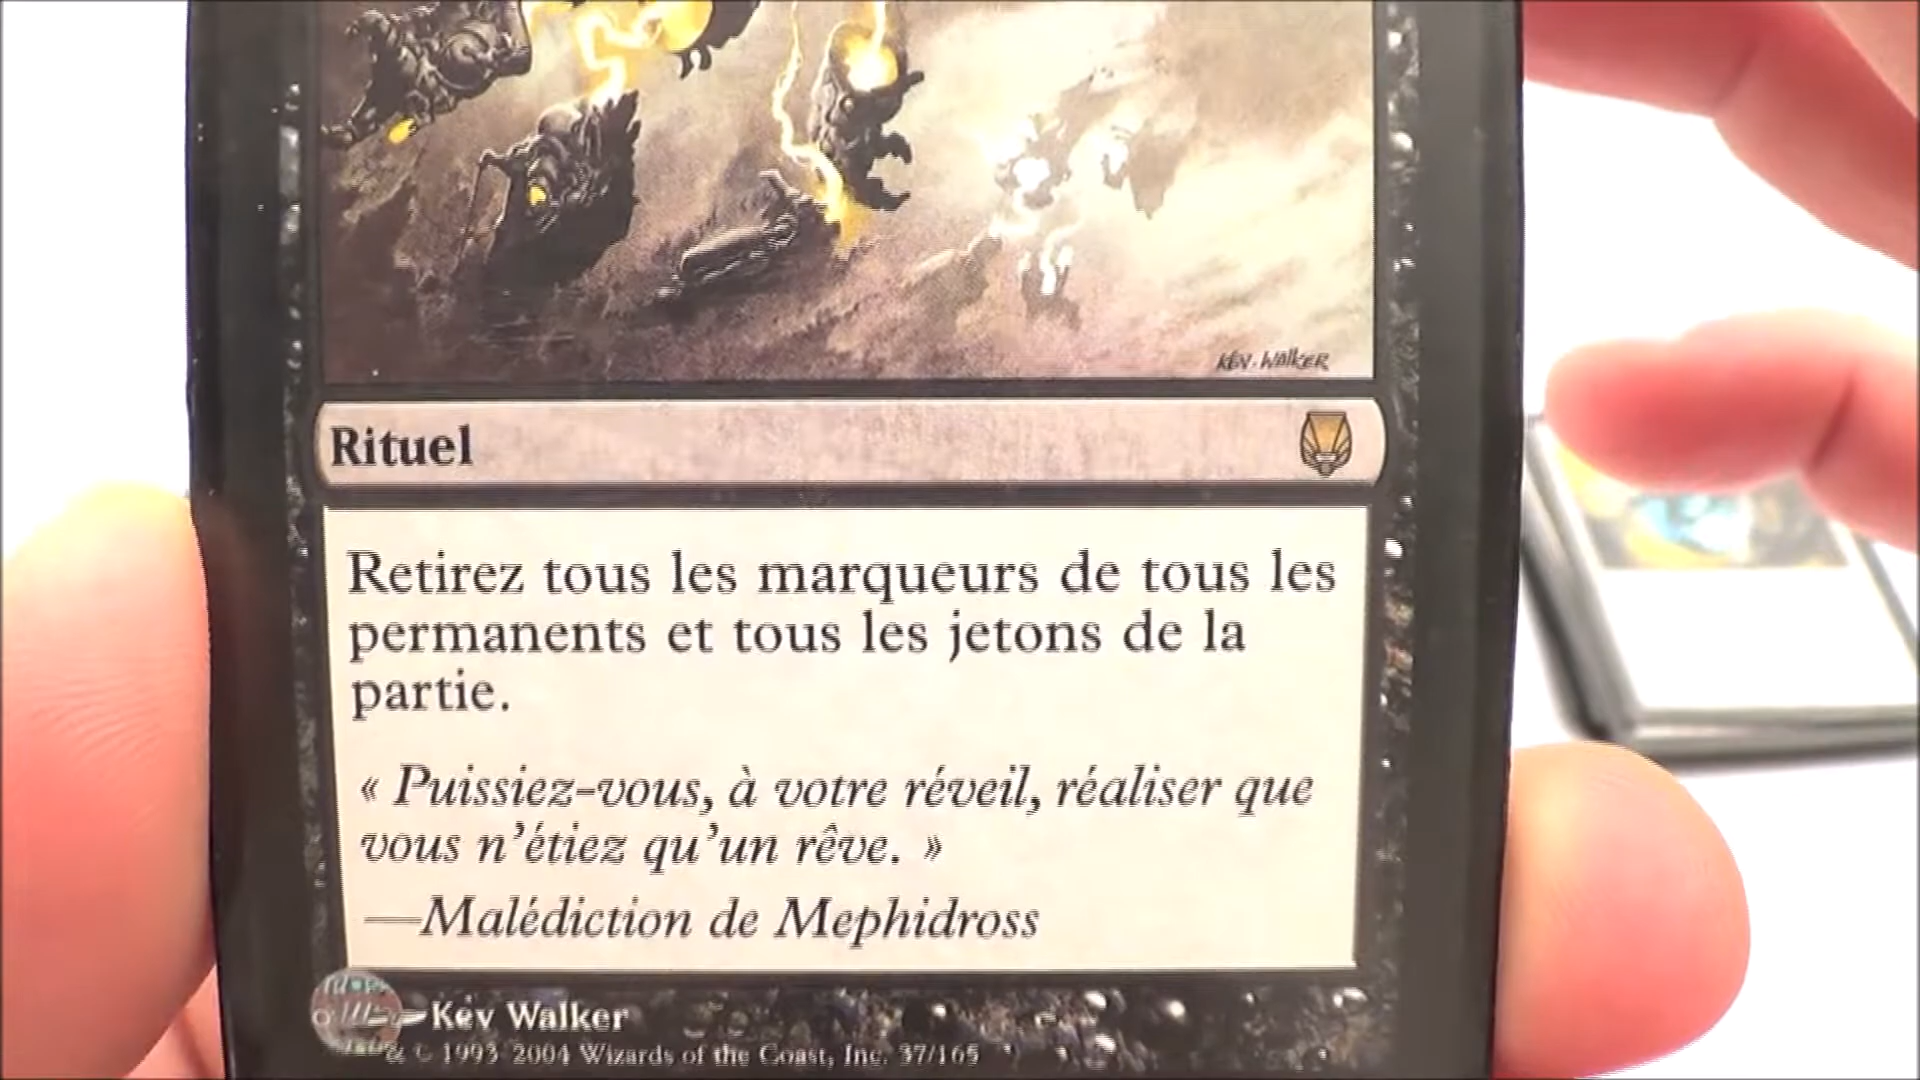 KEV·WALKER
Rituel
Retirez tous les marqueurs de tous les
permanents et tous les jetons de la
partie.
« Puissiez-vous, à votre réveil, réaliser que
vous n'étiez qu'un rêve. »
—Malédiction de Mephidross
Kev Walker
& © 1993 2004 Wizards of the Coast, Inc. 37/165